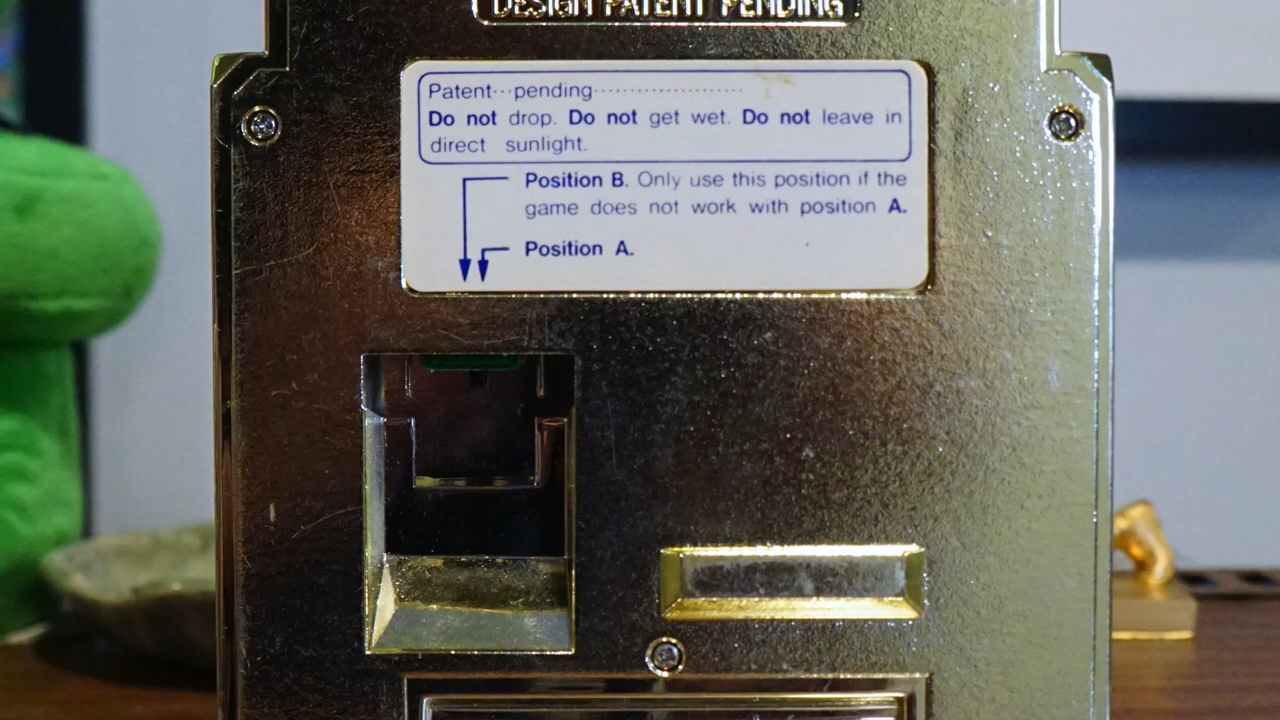 DESIGN PATENT PENDING
Patent···pending····················
Do not drop. Do not get wet. Do not leave in
direct sunlight.
Position B. Only use this position if the
game does not work with position A.
Position A.